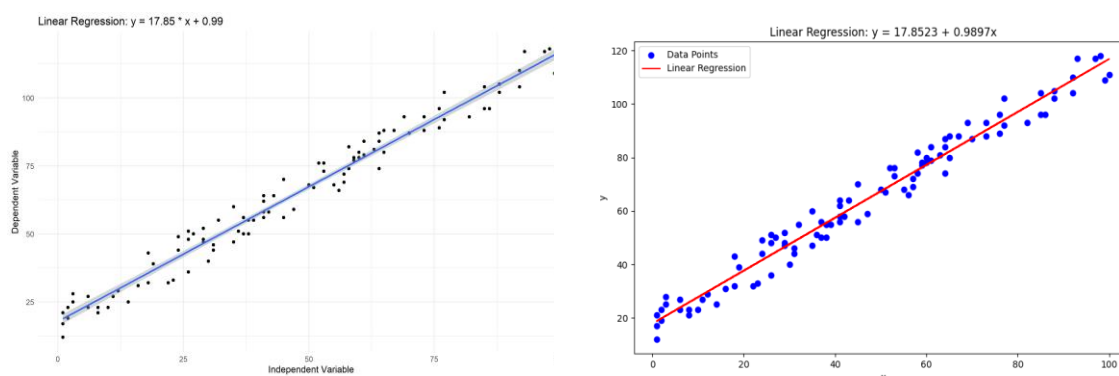 Linear Regression: y = 17.85 * x + 0.99
100
75
50
25
Dependent Variable
0
25
50
75
Independent Variable
Linear Regression: y = 17.8523 + 0.9897x
Data Points
Linear Regression
120
100
80
60
40
20
y
0
20
40
60
80
100